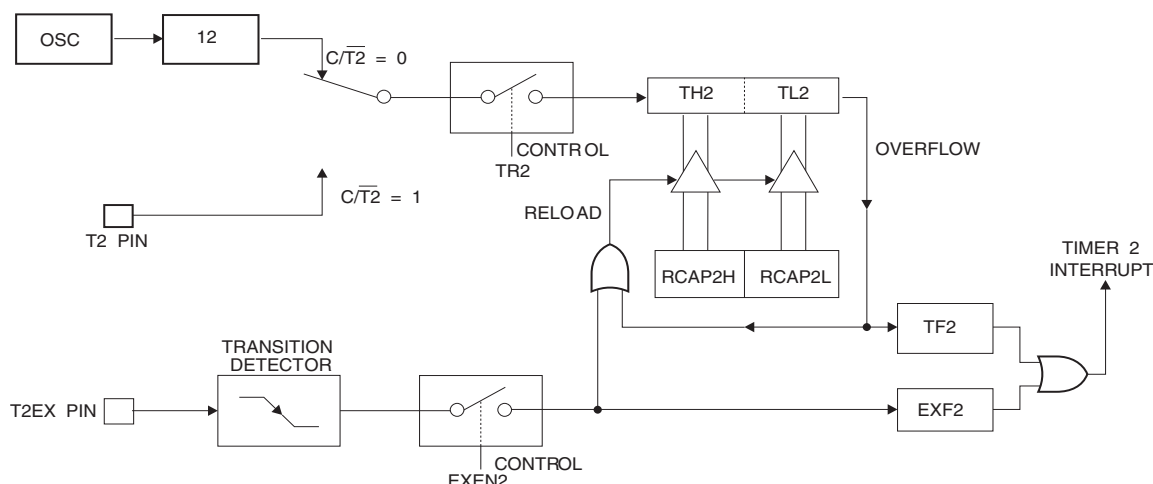 OSC
12
C/T2 = 0
TH2
TL2
CONTROL
TR2
OVERFLOW
C/T2 = 1
T2 PIN
RELOAD
RCAP2H
RCAP2L
TIMER 2
INTERRUPT
TF2
TRANSITION
DETECTOR
T2EX PIN
EXF2
CONTROL
EXEN2